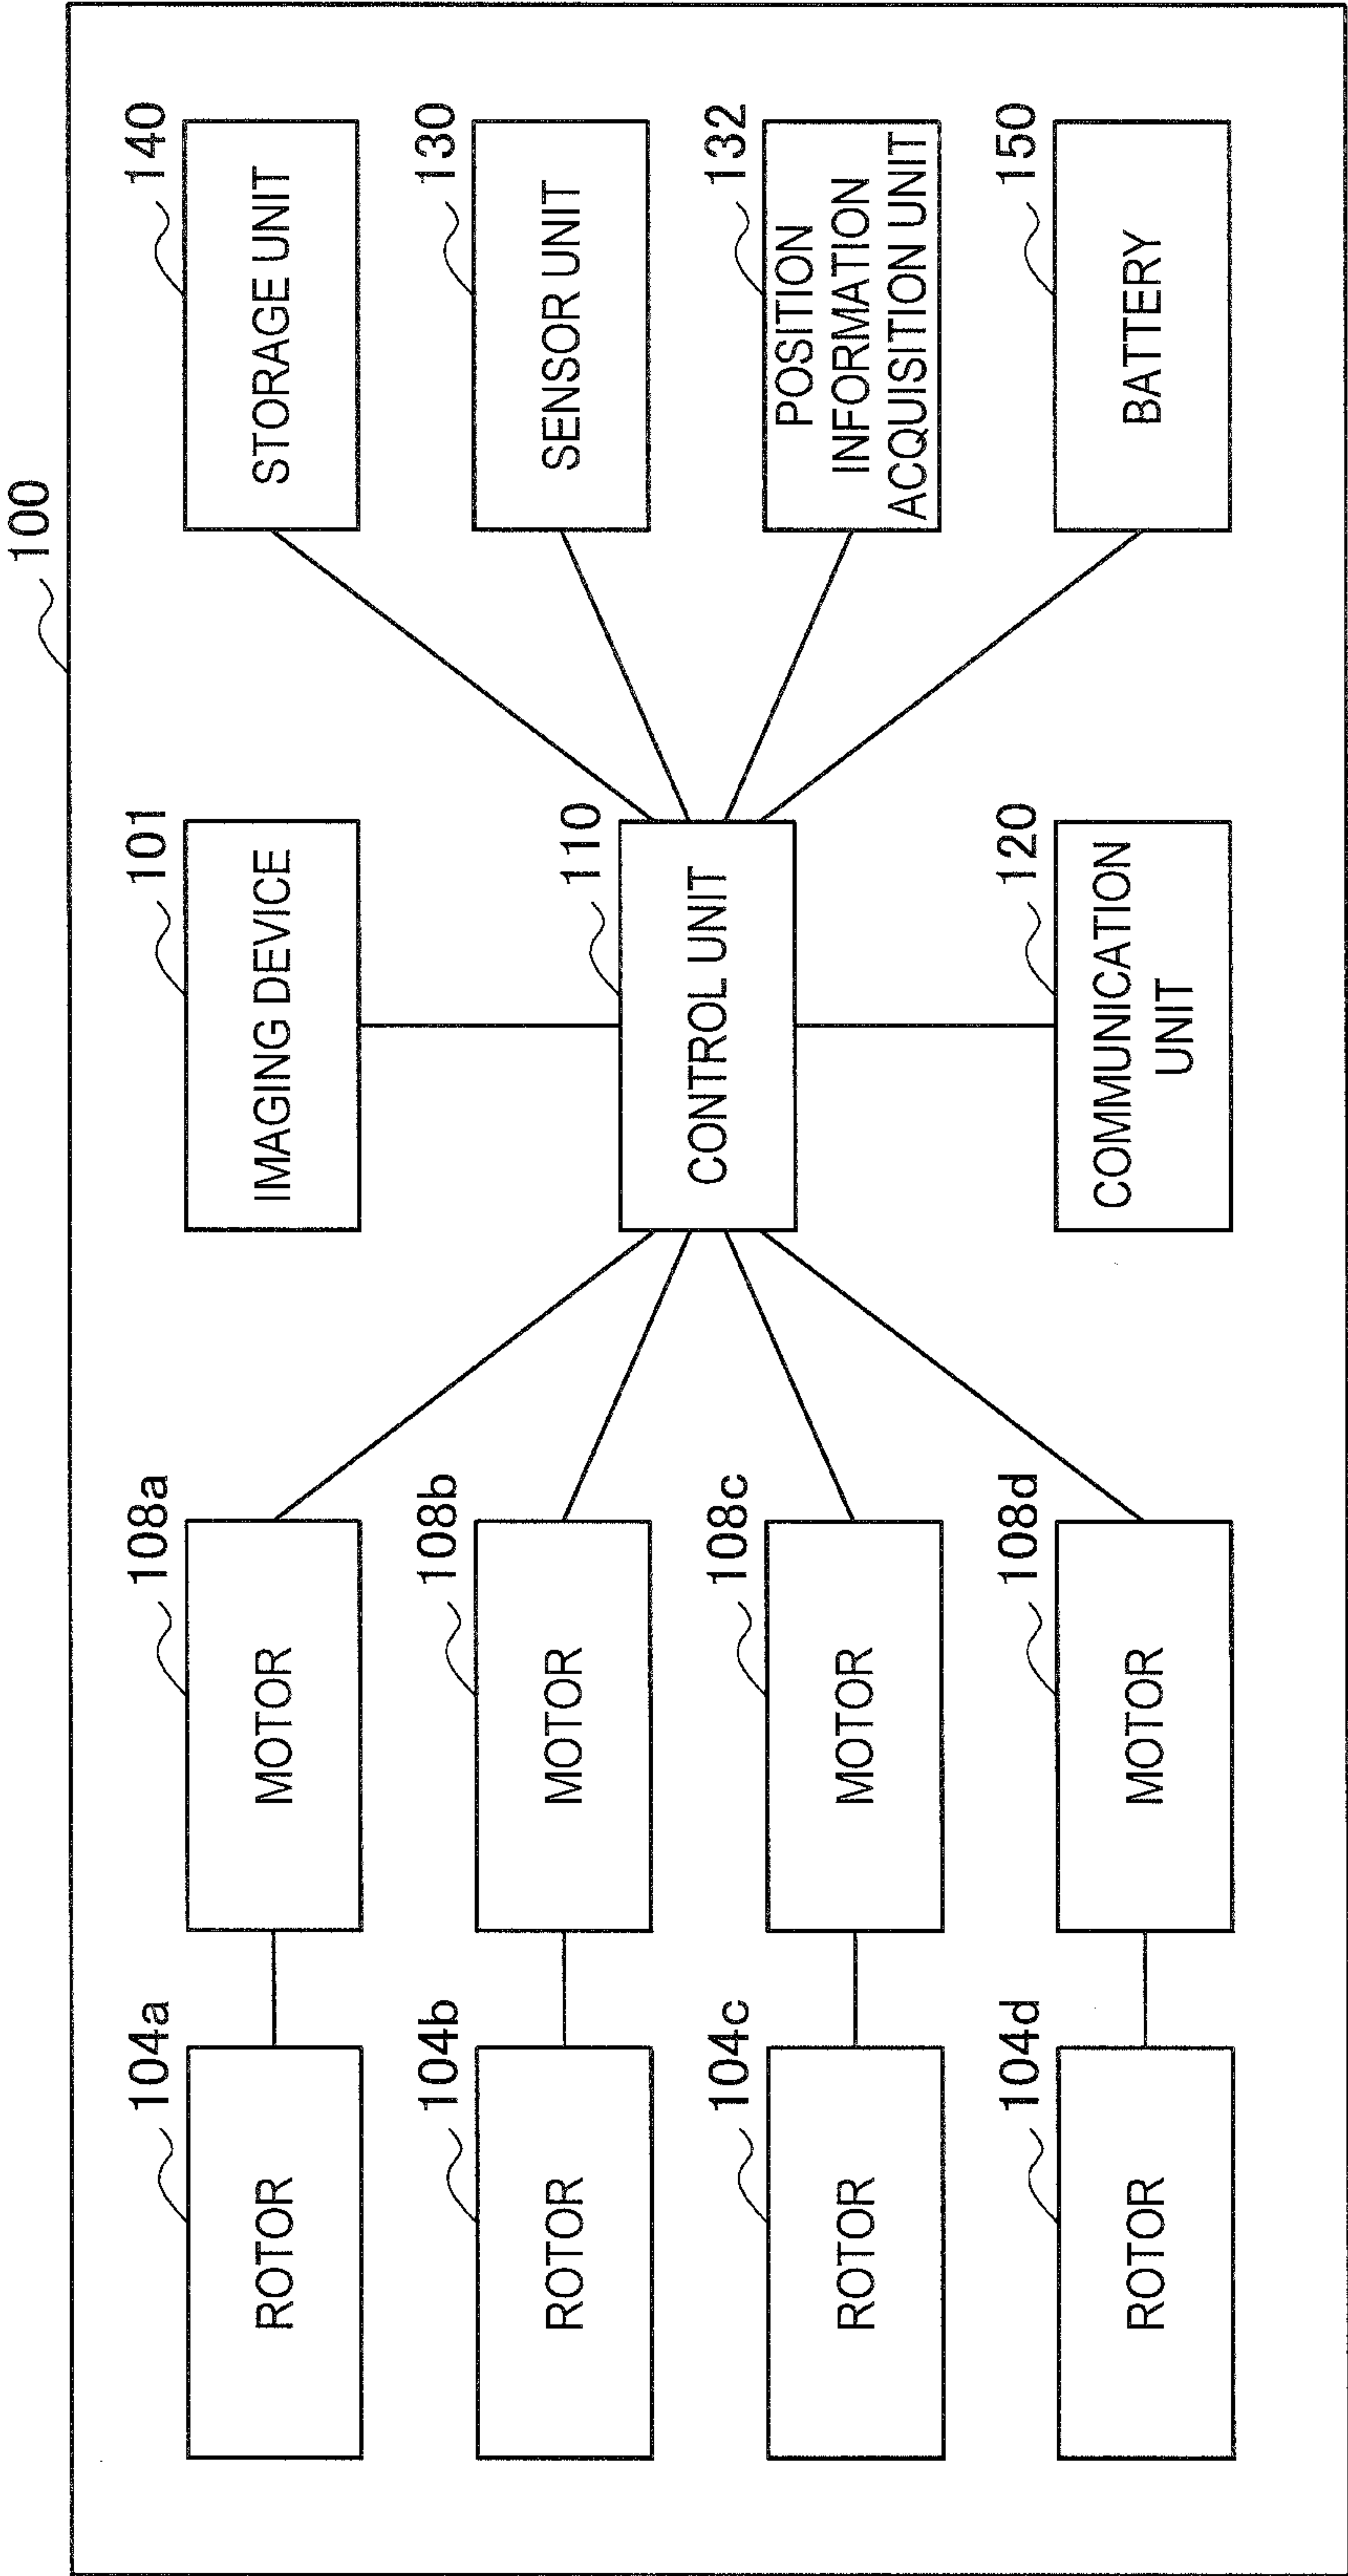 100
104a
ROTOR
108a
MOTOR
101
IMAGING DEVICE
140
STORAGE UNIT
104b
ROTOR
108b
MOTOR
130
SENSOR UNIT
110
CONTROL UNIT
104c
ROTOR
108c
MOTOR
132
POSITION
INFORMATION
ACQUISITION UNIT
104d
ROTOR
108d
MOTOR
120
COMMUNICATION
UNIT
150
BATTERY